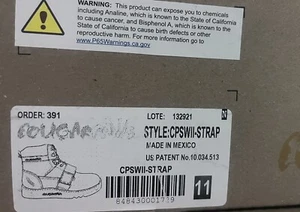 WARNING: This product can expose you to chemicals
including Analine, which is known to the State of California
to cause cancer, and Bisphenol A, which is known to the
State of California to cause birth defects or other
reproductive harm. For more information go to
www.P65Warnings.ca.gov
ORDER: 391
LOTE: 132921
N
COUGAR
STYLE:CPSWII-STRAP
MADE IN MEXICO
US PATENT No.10.034.513
CPSWII-STRAP
11